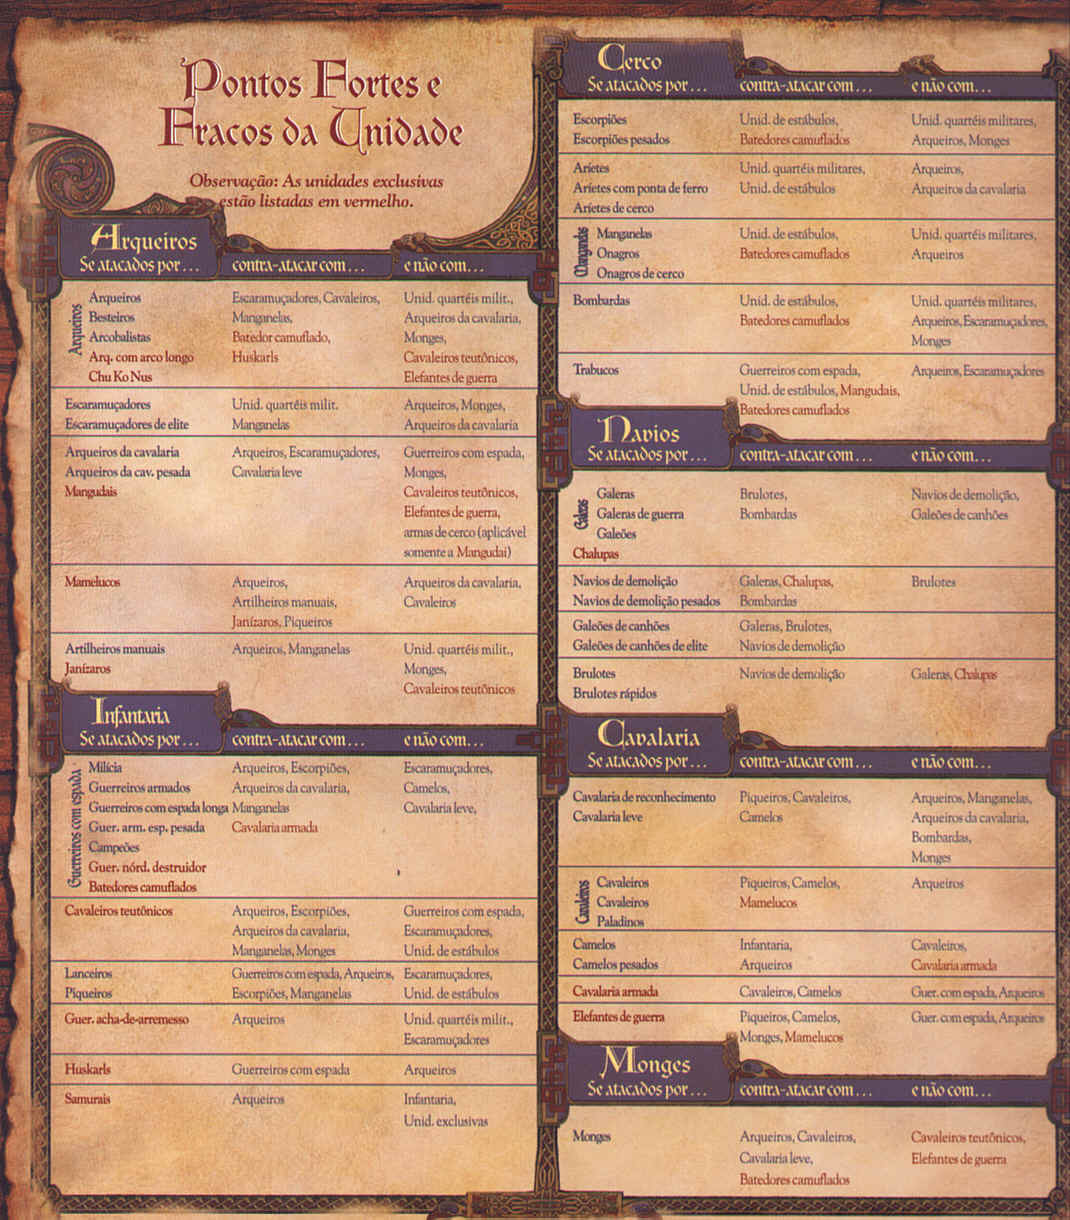 Pontos Fortes e
Fracos da Unidade
Observação: As unidades exclusivas
estão listadas em vermelho.
Arqueiros
Se atacados por... contra-atacar com... e não com...
Arqueiros
Arqueiros Escaramuçadores, Cavaleiros, Unid. quartéis milit.,
Besteiros Manganelas, Arqueiros da cavalaria,
Arcobalistas Batedor camuflado, Monges,
Arq. com arco longo Huskarls Cavaleiros teutônicos,
Chu Ko Nus Elefantes de guerra
Escaramuçadores Unid. quartéis milit. Arqueiros, Monges,
Escaramuçadores de elite Manganelas Arqueiros da cavalaria
Arqueiros da cavalaria Arqueiros, Escaramuçadores, Guerreiros com espada,
Arqueiros da cav. pesada Cavalaria leve Monges,
Mangudais Cavaleiros teutônicos,
Elefantes de guerra,
armas de cerco (aplicável
somente a Mangudai)
Mamelucos Arqueiros, Arqueiros da cavalaria,
Artilheiros manuais, Cavaleiros
Janízaros, Piqueiros
Artilheiros manuais Arqueiros, Manganelas Unid. quartéis milit.,
Janízaros Monges,
Cavaleiros teutônicos
Infantaria
Se atacados por... contra-atacar com... e não com...
Guerreiros com espada
Milícia Arqueiros, Escorpiões, Escaramuçadores,
Guerreiros armados Arqueiros da cavalaria, Camelos,
Guerreiros com espada longa Manganelas Cavalaria leve,
Guer. arm. esp. pesada Cavalaria armada
Campeões
Guer. nórd. destruidor
Batedores camuflados
Cavaleiros teutônicos Arqueiros, Escorpiões, Guerreiros com espada,
Arqueiros da cavalaria, Escaramuçadores,
Manganelas, Monges Unid. de estábulos
Lanceiros Guerreiros com espada, Arqueiros, Escaramuçadores,
Piqueiros Escorpiões, Manganelas Unid. de estábulos
Guer. acha-de-arremesso Arqueiros Unid. quartéis milit.,
Escaramuçadores
Huskarls Guerreiros com espada Arqueiros
Samurais Arqueiros Infantaria,
Unid. exclusivas
Cerco
Se atacados por... contra-atacar com... e não com...
Escorpiões Unid. de estábulos, Unid. quartéis militares,
Escorpiões pesados Batedores camuflados Arqueiros, Monges
Aríetes Unid. quartéis militares, Arqueiros,
Aríetes com ponta de ferro Unid. de estábulos Arqueiros da cavalaria
Aríetes de cerco
Manganelas Unid. de estábulos, Unid. quartéis militares,
Onagros Batedores camuflados Arqueiros
Onagros de cerco
Bombardas Unid. de estábulos, Unid. quartéis militares,
Batedores camuflados Arqueiros, Escaramuçadores,
Monges
Trabucos Guerreiros com espada, Arqueiros, Escaramuçadores
Unid. de estábulos, Mangudais,
Batedores camuflados
Navios
Se atacados por... contra-atacar com... e não com...
Galeras
Galeras Brulotes, Navios de demolição,
Galeras de guerra Bombardas Galeões de canhões
Galeões
Chalupas
Navios de demolição Galeras, Chalupas, Brulotes
Navios de demolição pesados Bombardas
Galeões de canhões Galeras, Brulotes,
Galeões de canhões de elite Navios de demolição
Brulotes Navios de demolição Galeras, Chalupas
Brulotes rápidos
Cavalaria
Se atacados por... contra-atacar com... e não com...
Cavalaria de reconhecimento Piqueiros, Cavaleiros, Arqueiros, Manganelas,
Cavalaria leve Camelos Arqueiros da cavalaria,
Bombardas,
Monges
Cavaleiros
Cavaleiros Piqueiros, Camelos, Arqueiros
Cavaleiros Mamelucos
Paladinos
Camelos Infantaria, Cavaleiros,
Camelos pesados Arqueiros Cavalaria armada
Cavalaria armada Cavaleiros, Camelos Guer. com espada, Arqueiros
Elefantes de guerra Piqueiros, Camelos, Guer. com espada, Arqueiros
Monges, Mamelucos
Monges
Se atacados por... contra-atacar com... e não com...
Monges Arqueiros, Cavaleiros, Cavaleiros teutônicos,
Cavalaria leve, Elefantes de guerra
Batedores camuflados